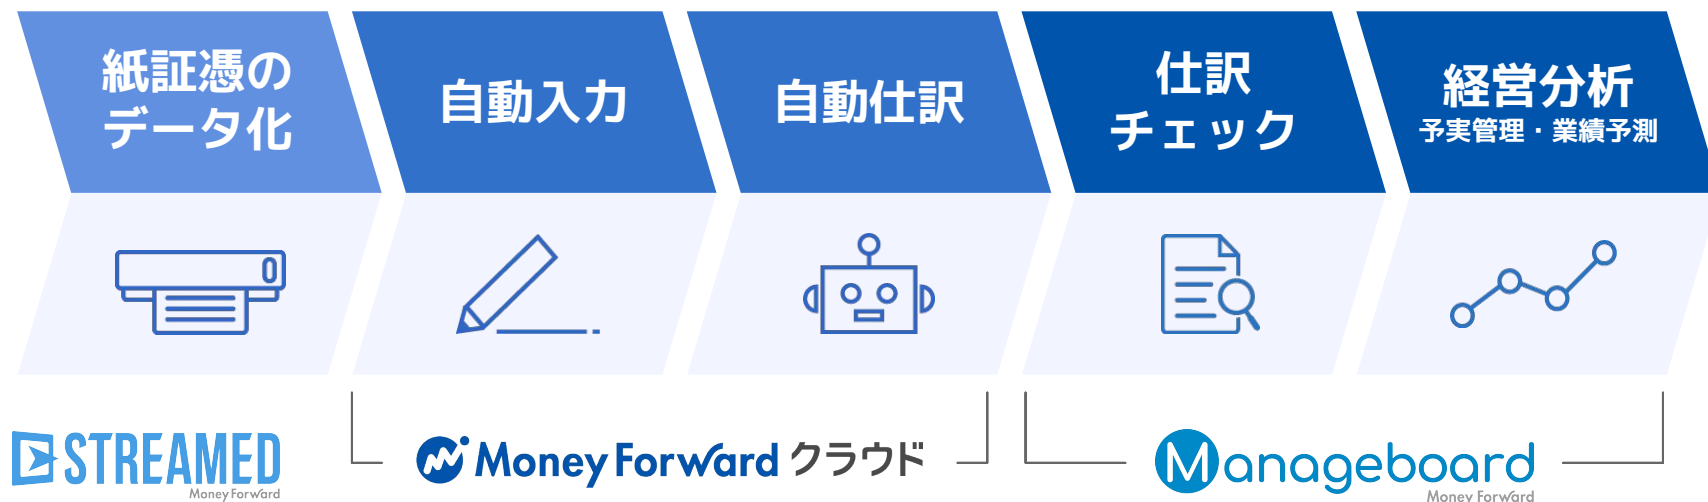 紙証憑の
データ化
自動入力
自動仕訳
仕訳
チェック
経営分析
予実管理・業績予測
STREAMED
Money Forward
Money Forward クラウド
Manageboard
Money Forward